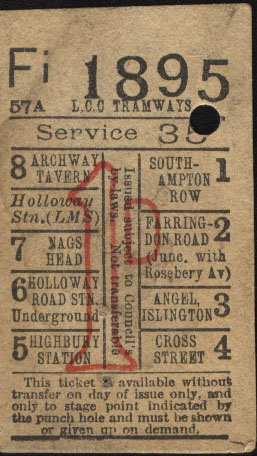 Fi 1895
57A L.C.C TRAMWAYS
Service 35
8 ARCHWAY
TAVERN
Holloway
Stn.(LMS)
7 NAGS
HEAD
6 HOLLOWAY
ROAD STN.
Underground
5 HIGHBURY
STATION
Issued subject to Council's
by-laws. Not transferable
SOUTH- 1
AMPTON
ROW
FARRING- 2
DON ROAD
(Junc. with
Rosebery Av)
ANGEL, 3
ISLINGTON
CROSS 4
STREET
This ticket is available without
transfer on day of issue only, and
only to stage point indicated by
the punch hole and must be shown
or given up on demand.